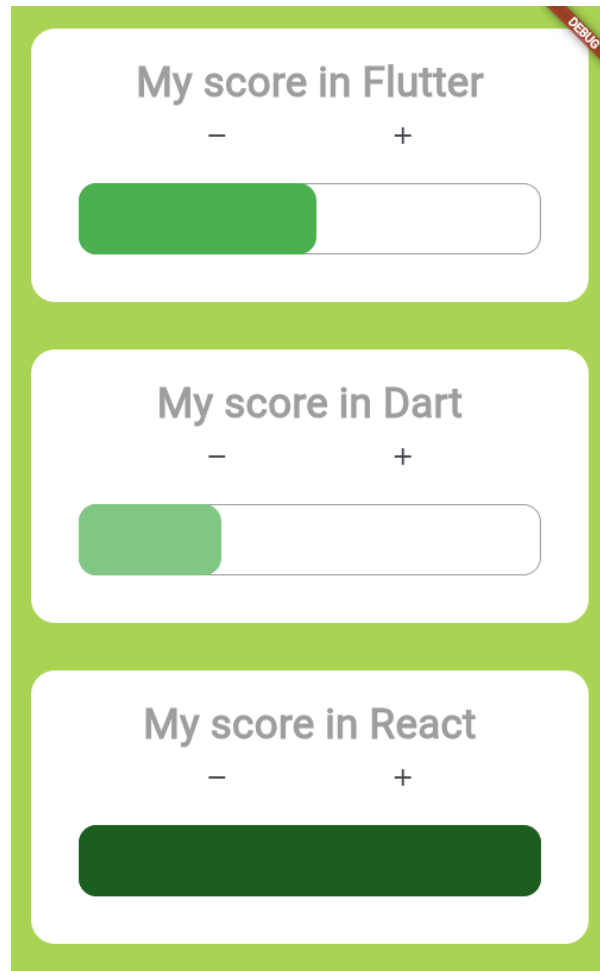 DEBUG
My score in Flutter
− +
My score in Dart
− +
My score in React
− +